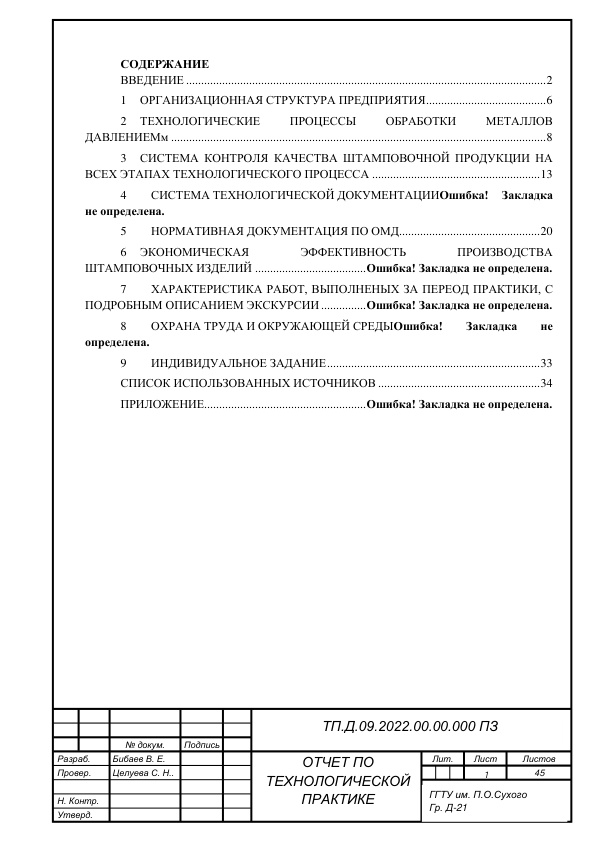 СОДЕРЖАНИЕ
ВВЕДЕНИЕ ........................................................................................................................ 2
1 ОРГАНИЗАЦИОННАЯ СТРУКТУРА ПРЕДПРИЯТИЯ........................................ 6
2 ТЕХНОЛОГИЧЕСКИЕ ПРОЦЕССЫ ОБРАБОТКИ МЕТАЛЛОВ
ДАВЛЕНИЕМм ............................................................................................................................. 8
3 СИСТЕМА КОНТРОЛЯ КАЧЕСТВА ШТАМПОВОЧНОЙ ПРОДУКЦИИ НА
ВСЕХ ЭТАПАХ ТЕХНОЛОГИЧЕСКОГО ПРОЦЕССА ............................................................ 13
4 СИСТЕМА ТЕХНОЛОГИЧЕСКОЙ ДОКУМЕНТАЦИИОшибка! Закладка
не определена.
5 НОРМАТИВНАЯ ДОКУМЕНТАЦИЯ ПО ОМД............................................... 20
6 ЭКОНОМИЧЕСКАЯ ЭФФЕКТИВНОСТЬ ПРОИЗВОДСТВА
ШТАМПОВОЧНЫХ ИЗДЕЛИЙ .....................................Ошибка! Закладка не определена.
7 ХАРАКТЕРИСТИКА РАБОТ, ВЫПОЛНЕНЫХ ЗА ПЕРЕОД ПРАКТИКИ, С
ПОДРОБНЫМ ОПИСАНИЕМ ЭКСКУРСИИ ...............Ошибка! Закладка не определена.
8 ОХРАНА ТРУДА И ОКРУЖАЮЩЕЙ СРЕДЫОшибка! Закладка не
определена.
9 ИНДИВИДУАЛЬНОЕ ЗАДАНИЕ....................................................................... 33
СПИСОК ИСПОЛЬЗОВАННЫХ ИСТОЧНИКОВ ...................................................... 34
ПРИЛОЖЕНИЕ......................................................Ошибка! Закладка не определена.
ТП.Д.09.2022.00.00.000 ПЗ
№ докум. Подпись
Разраб. Бибаев В. Е.
Провер. Целуева С. Н..
Н. Контр.
Утверд.
ОТЧЕТ ПО
ТЕХНОЛОГИЧЕСКОЙ
ПРАКТИКЕ
Лит. Лист Листов
1 45
ГГТУ им. П.О.Сухого
Гр. Д-21